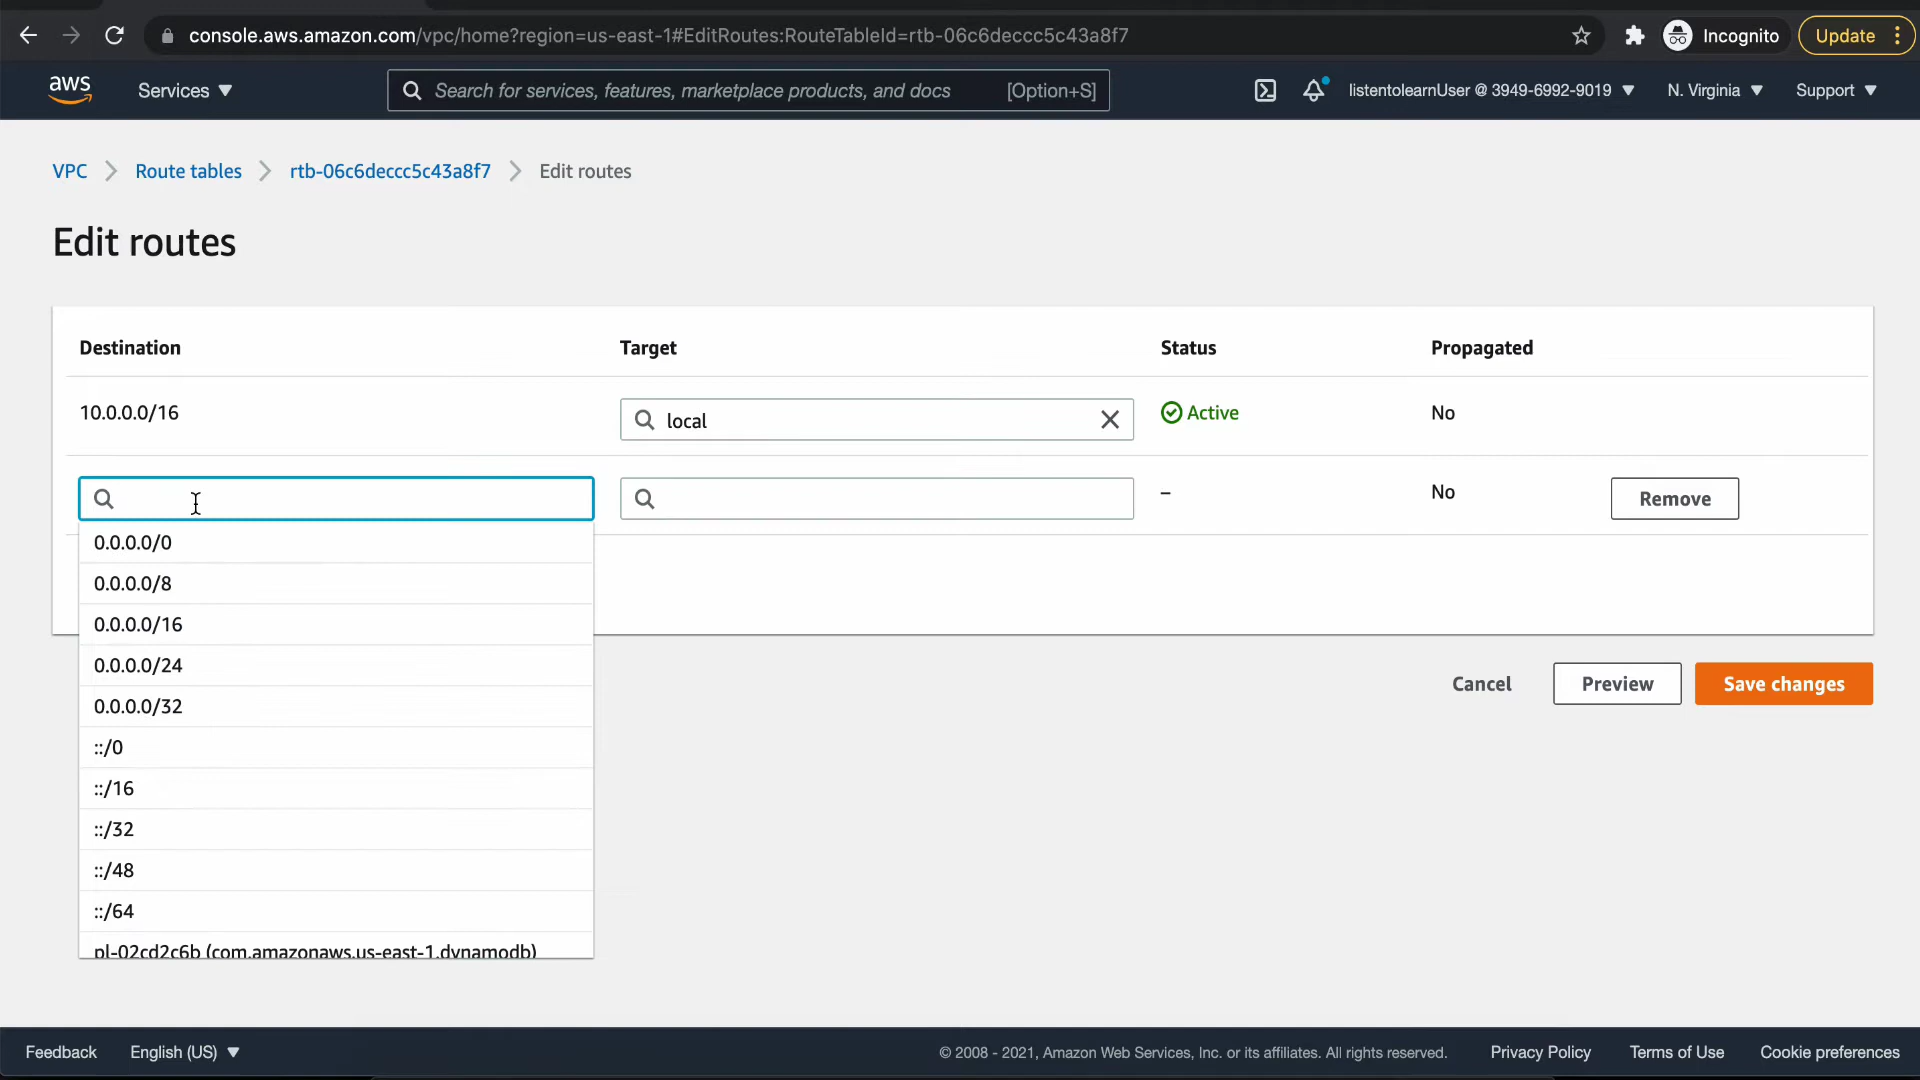 console.aws.amazon.com/vpc/home?region=us-east-1#EditRoutes:RouteTableId=rtb-06c6deccc5c43a8f7
Incognito
Update
aws
Services
Search for services, features, marketplace products, and docs
[Option+S]
listentolearnUser @ 3949-6992-9019
N. Virginia
Support
VPC
Route tables
rtb-06c6deccc5c43a8f7
Edit routes
Edit routes
Destination
Target
Status
Propagated
10.0.0.0/16
local
Active
No
–
No
Remove
0.0.0.0/0
0.0.0.0/8
0.0.0.0/16
0.0.0.0/24
0.0.0.0/32
::/0
::/16
::/32
::/48
::/64
pl-02cd2c6b (com.amazonaws.us-east-1.dynamodb)
Cancel
Preview
Save changes
Feedback
English (US)
© 2008 - 2021, Amazon Web Services, Inc. or its affiliates. All rights reserved.
Privacy Policy
Terms of Use
Cookie preferences